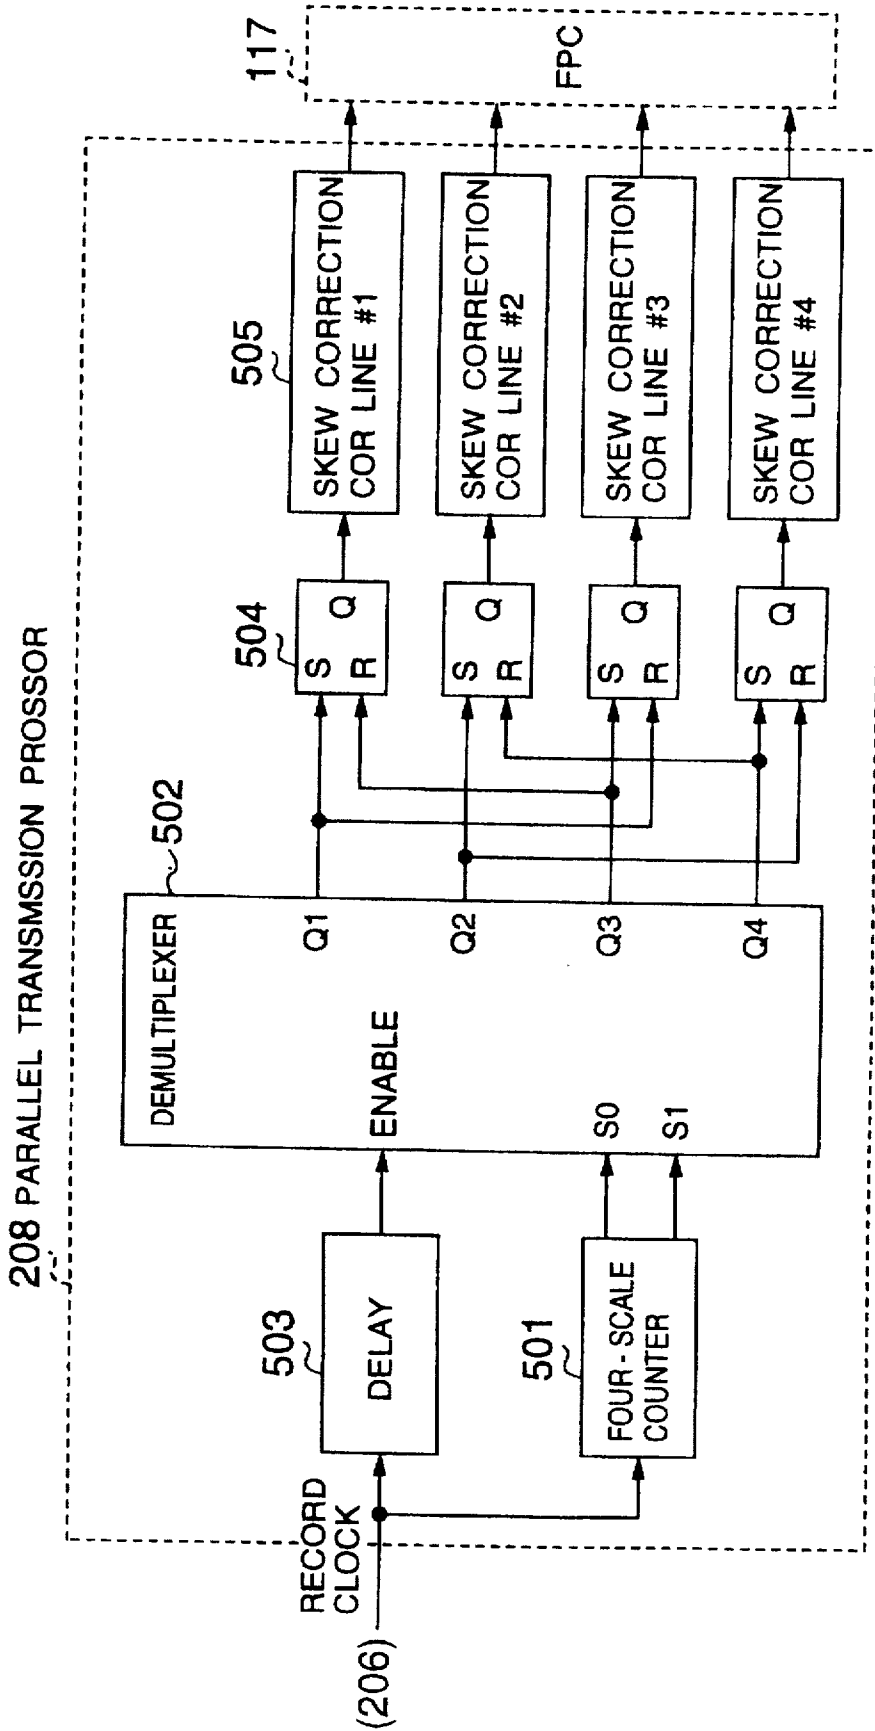 208 PARALLEL TRANSMSSION PROSSOR
RECORD
CLOCK
(206)
503
DELAY
501
FOUR-SCALE
COUNTER
502
DEMULTIPLEXER
ENABLE
S0
S1
Q1
Q2
Q3
Q4
504
S
R
Q
S
R
Q
S
R
Q
S
R
Q
505
SKEW CORRECTION
COR LINE #1
SKEW CORRECTION
COR LINE #2
SKEW CORRECTION
COR LINE #3
SKEW CORRECTION
COR LINE #4
117
FPC